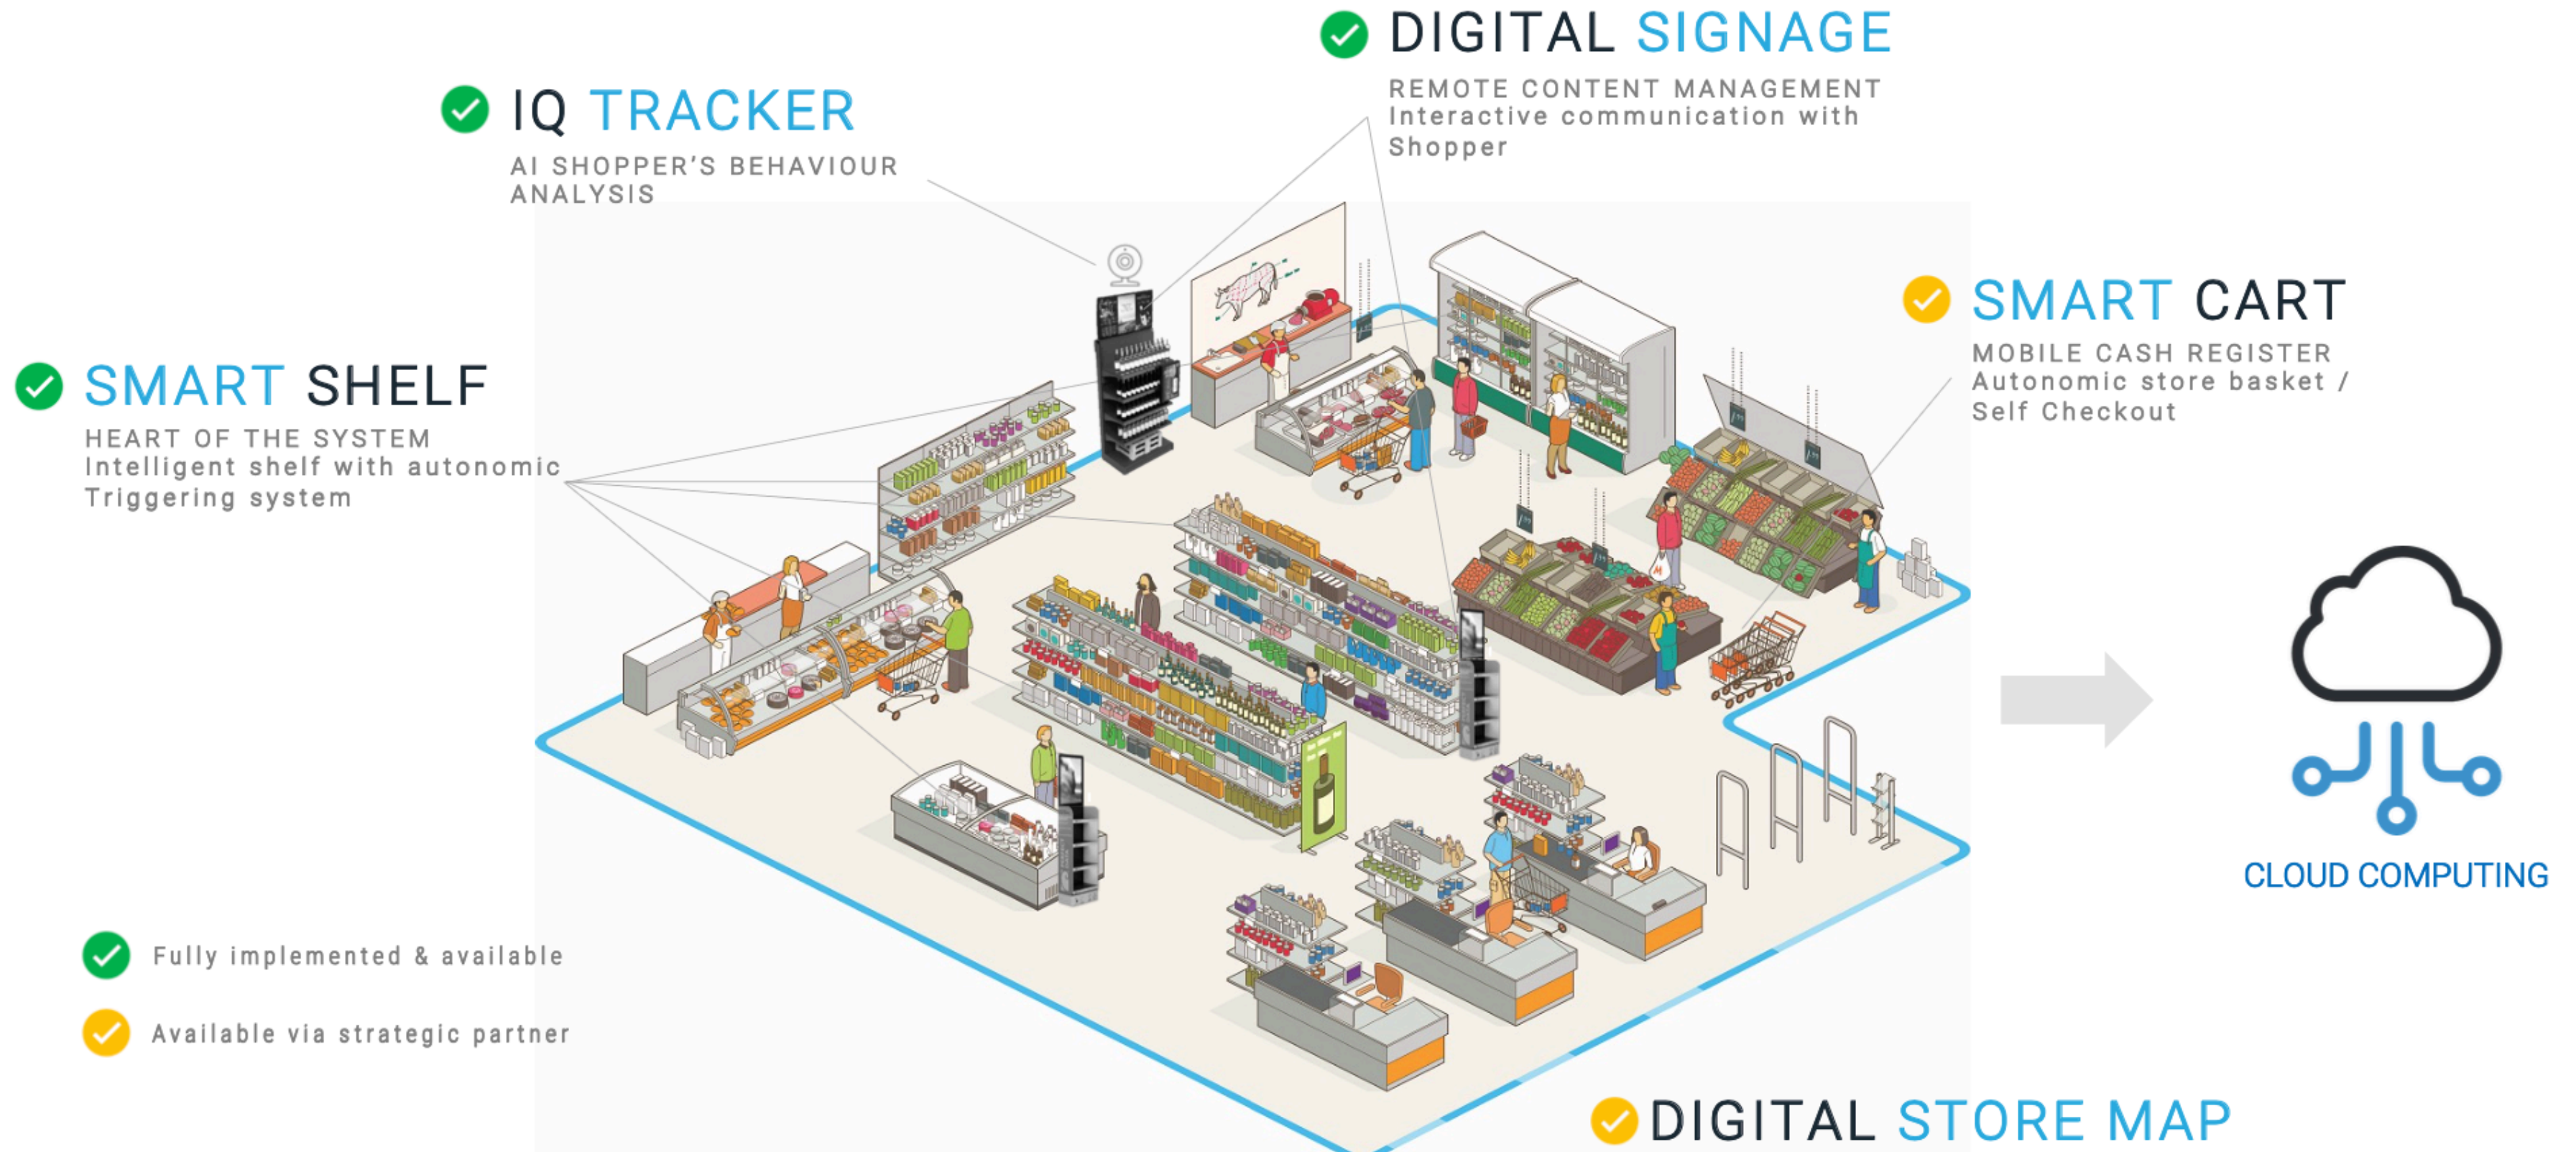 DIGITAL SIGNAGE
REMOTE CONTENT MANAGEMENT
Interactive communication with
Shopper
IQ TRACKER
AI SHOPPER'S BEHAVIOUR
ANALYSIS
SMART CART
MOBILE CASH REGISTER
Autonomic store basket /
Self Checkout
SMART SHELF
HEART OF THE SYSTEM
Intelligent shelf with autonomic
Triggering system
CLOUD COMPUTING
Fully implemented & available
Available via strategic partner
DIGITAL STORE MAP